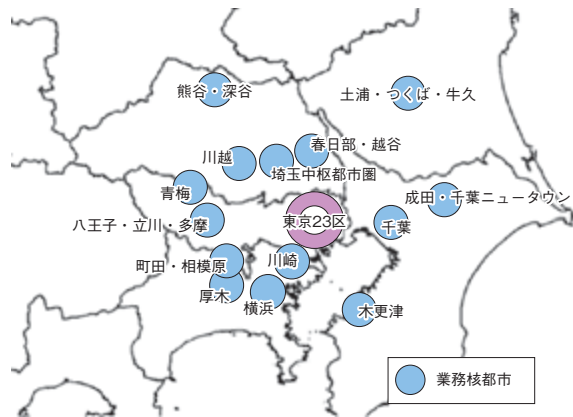 熊谷・深谷
土浦・つくば・牛久
春日部・越谷
川越
埼玉中枢都市圏
青梅
成田・千葉ニュータウン
八王子・立川・多摩
東京23区
千葉
町田・相模原
川崎
厚木
横浜
木更津
業務核都市